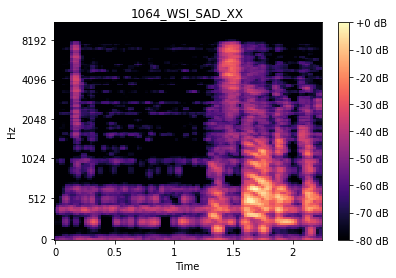 1064_WSI_SAD_XX
8192
4096
2048
1024
512
0
Hz
0
0.5
1
1.5
2
Time
+0 dB
-10 dB
-20 dB
-30 dB
-40 dB
-50 dB
-60 dB
-70 dB
-80 dB